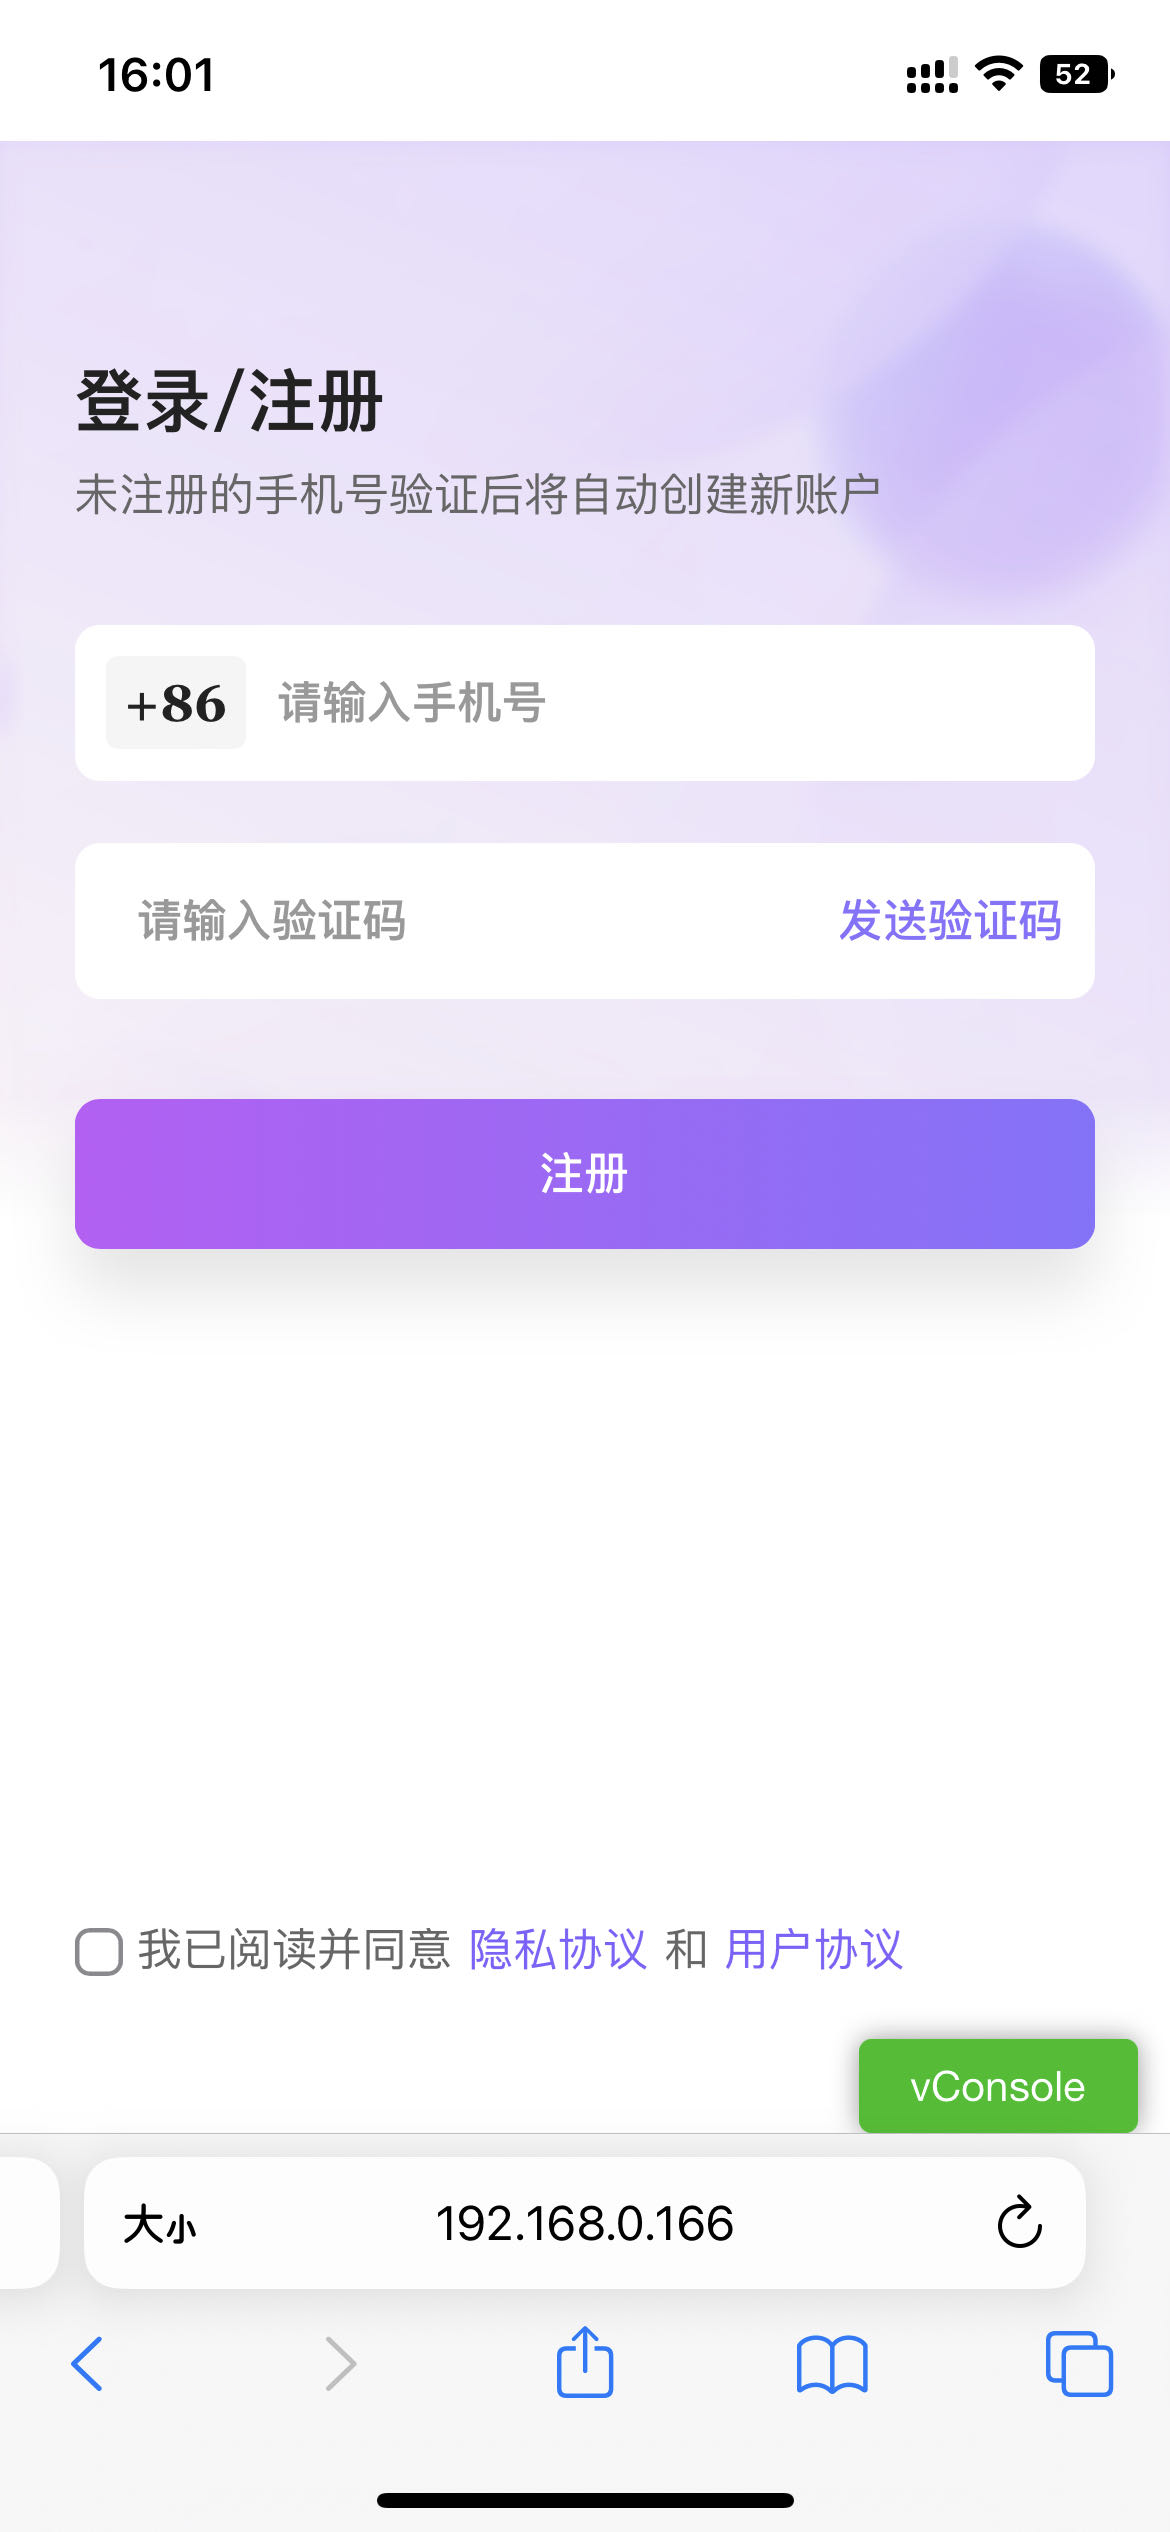 16:01
52
登录/注册
未注册的手机号验证后将自动创建新账户
+86 请输入手机号
请输入验证码 发送验证码
注册
我已阅读并同意 隐私协议 和 用户协议
vConsole
大小 192.168.0.166